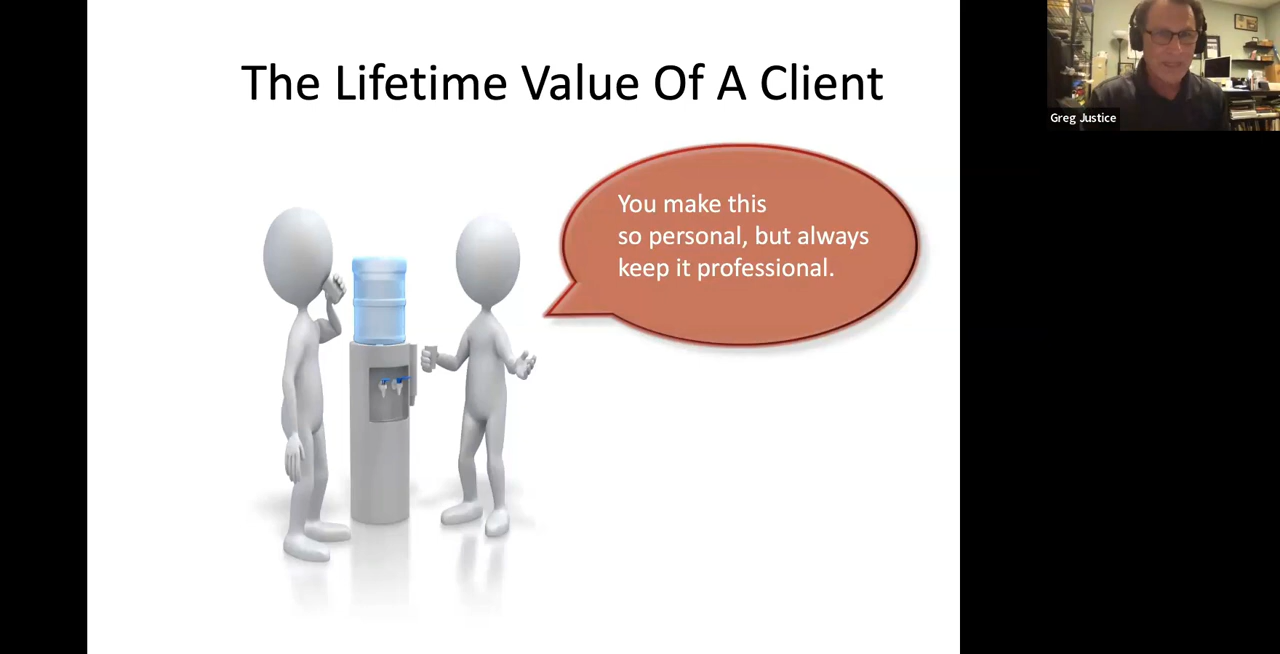 The Lifetime Value Of A Client
You make this
so personal, but always
keep it professional.
Greg Justice